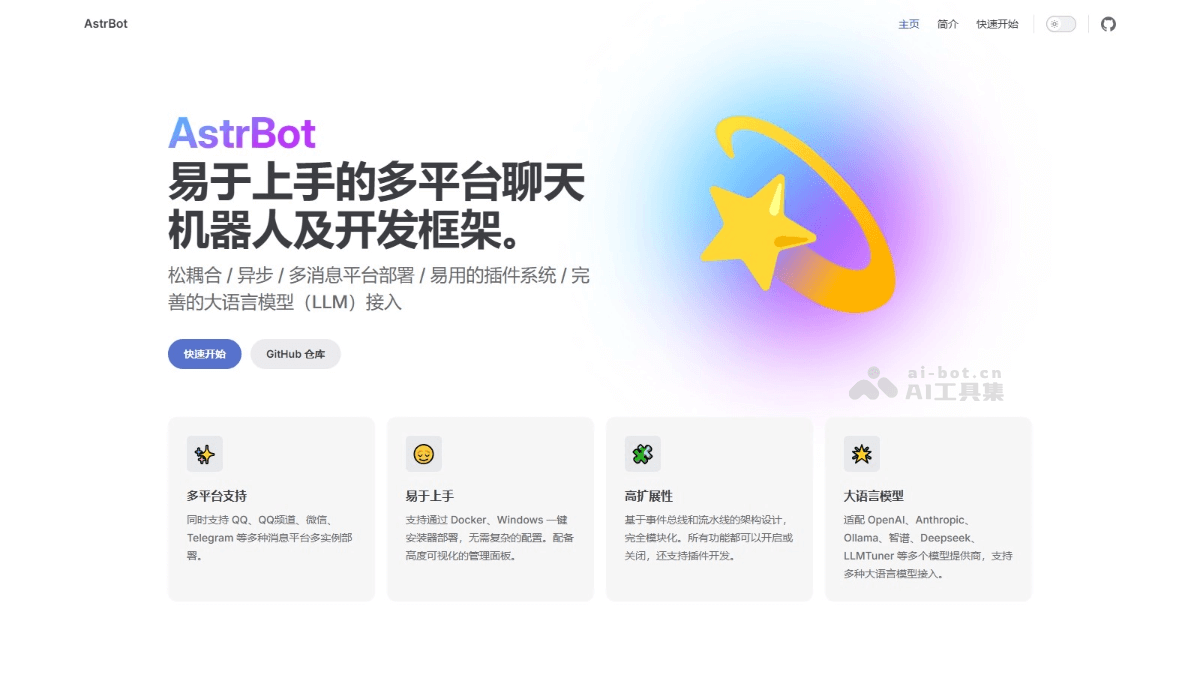 AstrBot
主页 简介 快速开始
AstrBot
易于上手的多平台聊天
机器人及开发框架。
松耦合 / 异步 / 多消息平台部署 / 易用的插件系统 / 完
善的大语言模型（LLM）接入
快速开始 GitHub 仓库
ai-bot.cn
AI工具集
多平台支持
同时支持 QQ、QQ频道、微信、
Telegram 等多种消息平台多实例部
署。
易于上手
支持通过 Docker、Windows 一键
安装器部署，无需复杂的配置。配备
高度可视化的管理面板。
高扩展性
基于事件总线和流水线的架构设计，
完全模块化。所有功能都可以开启或
关闭，还支持插件开发。
大语言模型
适配 OpenAI、Anthropic、
Ollama、智谱、Deepseek、
LLMTuner 等多个模型提供商，支持
多种大语言模型接入。